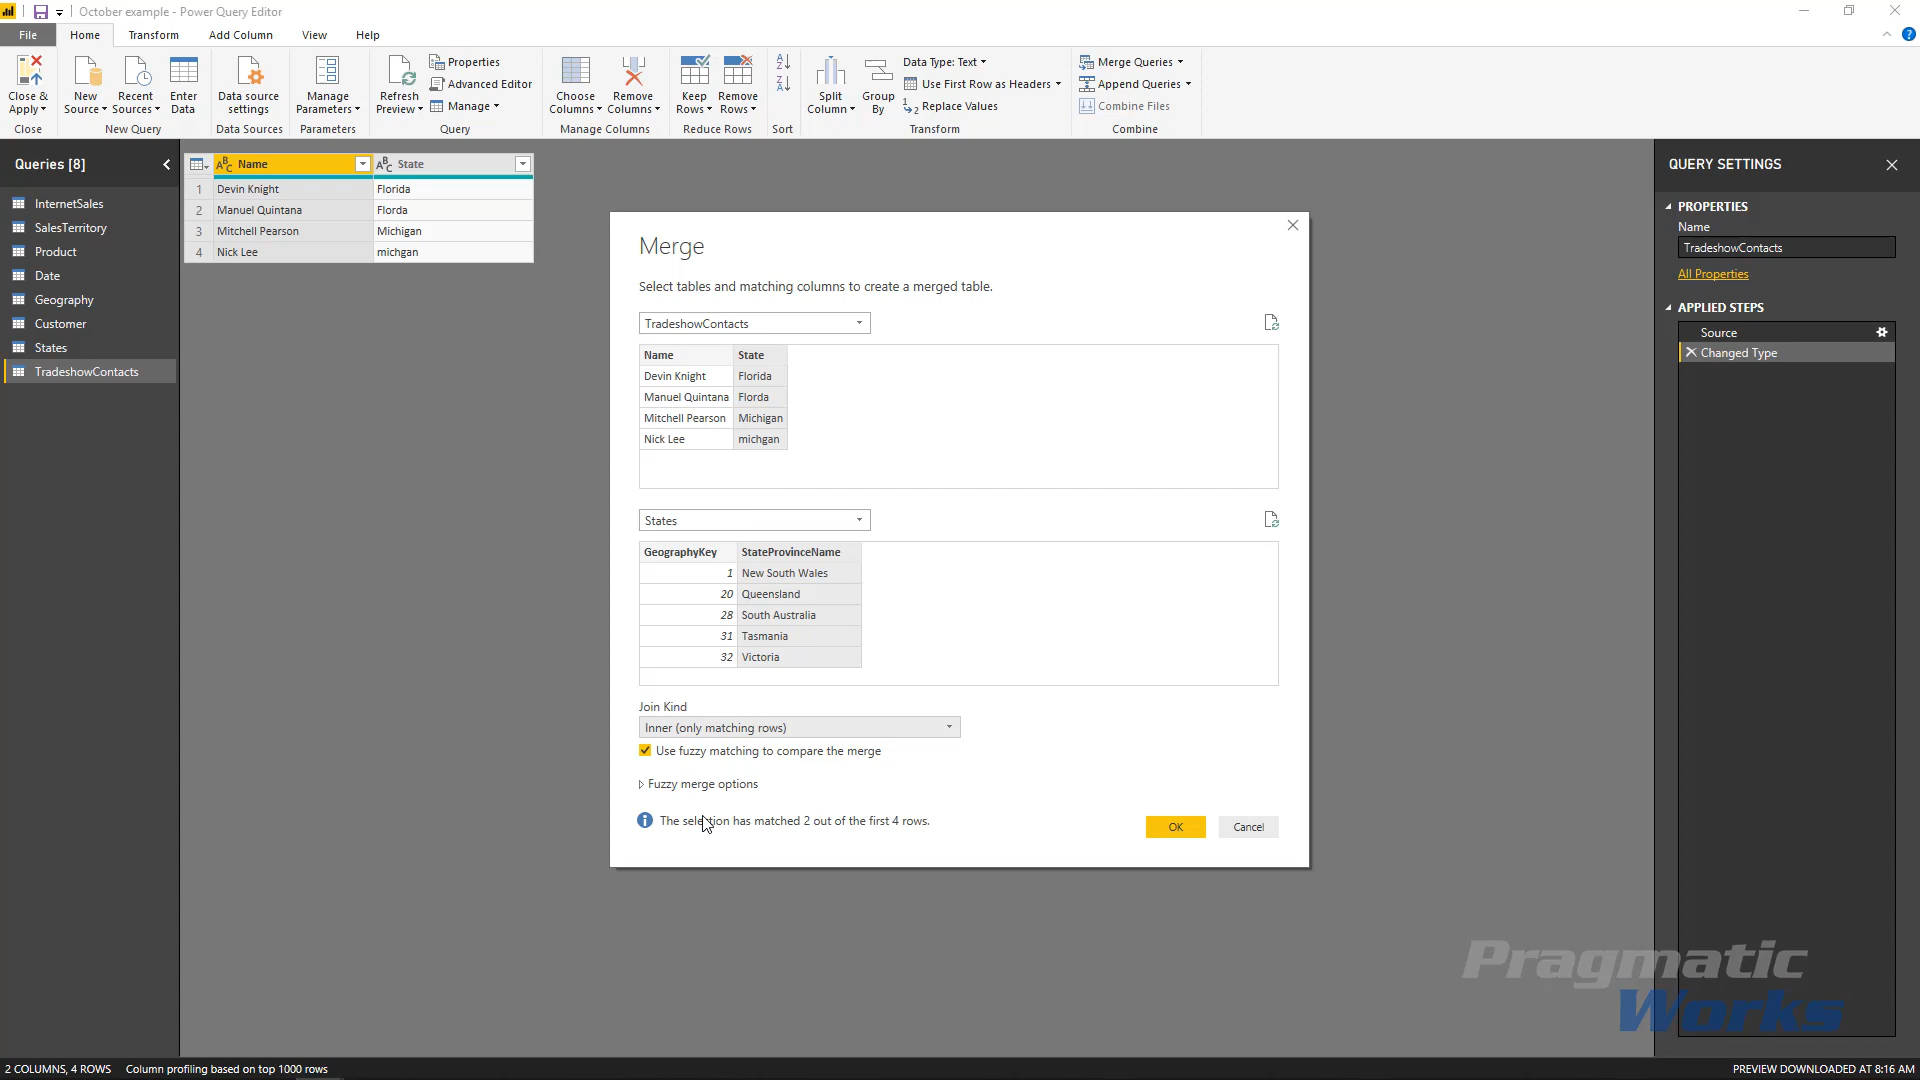 October example - Power Query Editor
File
Home
Transform
Add Column
View
Help
Close & Apply
Close
New Source
Recent Sources
Enter Data
New Query
Data source settings
Data Sources
Manage Parameters
Parameters
Refresh Preview
Properties
Advanced Editor
Manage
Query
Choose Columns
Remove Columns
Manage Columns
Keep Rows
Remove Rows
Reduce Rows
Sort
Split Column
Group By
Data Type: Text
Use First Row as Headers
Replace Values
Transform
Merge Queries
Append Queries
Combine Files
Combine
Queries [8]
InternetSales
SalesTerritory
Product
Date
Geography
Customer
States
TradeshowContacts
Name State
1 Devin Knight Florida
2 Manuel Quintana Florda
3 Mitchell Pearson Michigan
4 Nick Lee michgan
Merge
Select tables and matching columns to create a merged table.
TradeshowContacts
Name State
Devin Knight Florida
Manuel Quintana Florda
Mitchell Pearson Michigan
Nick Lee michgan
States
GeographyKey StateProvinceName
1 New South Wales
20 Queensland
28 South Australia
31 Tasmania
32 Victoria
Join Kind
Inner (only matching rows)
Use fuzzy matching to compare the merge
Fuzzy merge options
The selection has matched 2 out of the first 4 rows.
OK
Cancel
QUERY SETTINGS
PROPERTIES
Name
TradeshowContacts
All Properties
APPLIED STEPS
Source
Changed Type
Pragmatic
Works
2 COLUMNS, 4 ROWS Column profiling based on top 1000 rows
PREVIEW DOWNLOADED AT 8:16 AM